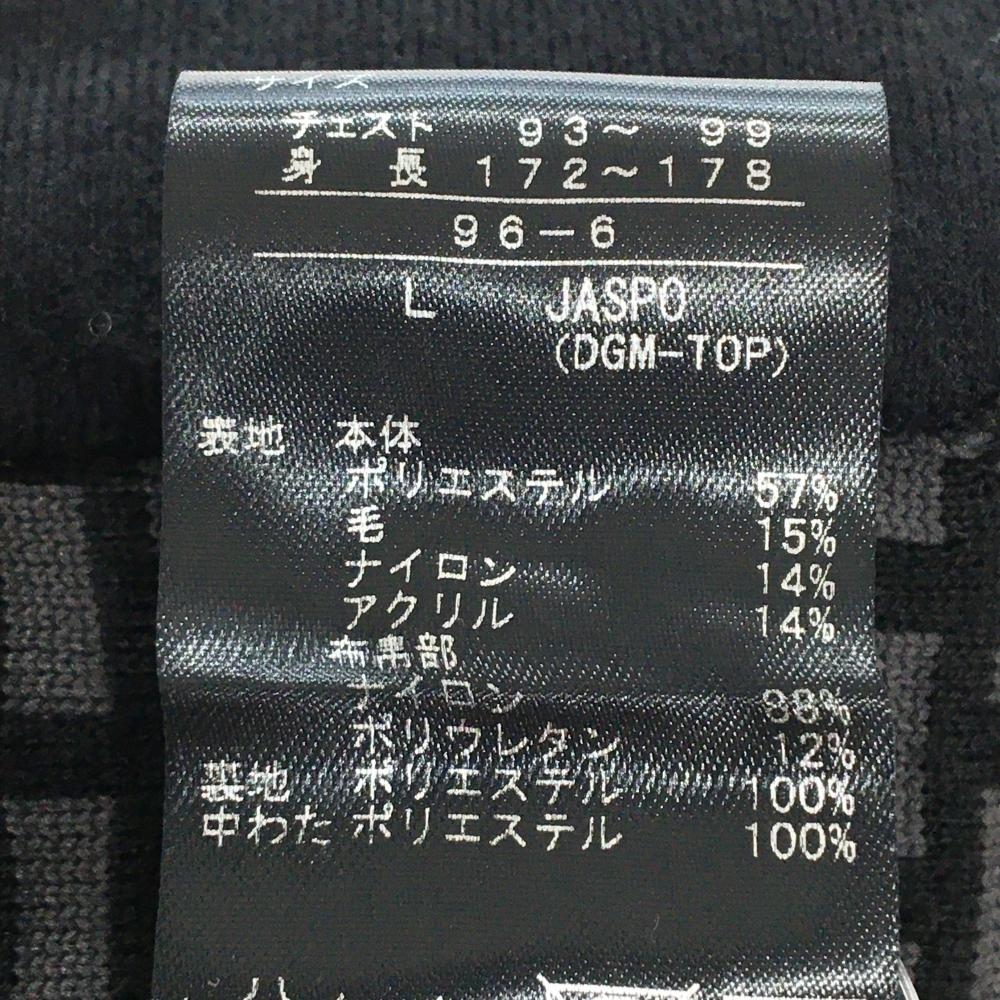 サイズ
チェスト 93～ 99
身 長 172～178
96－6
L JASPO
(DGM-TOP)
表地 本体
ポリエステル 57%
毛 15%
ナイロン 14%
アクリル 14%
布帛部
ナイロン 88%
ポリウレタン 12%
裏地 ポリエステル 100%
中わた ポリエステル 100%